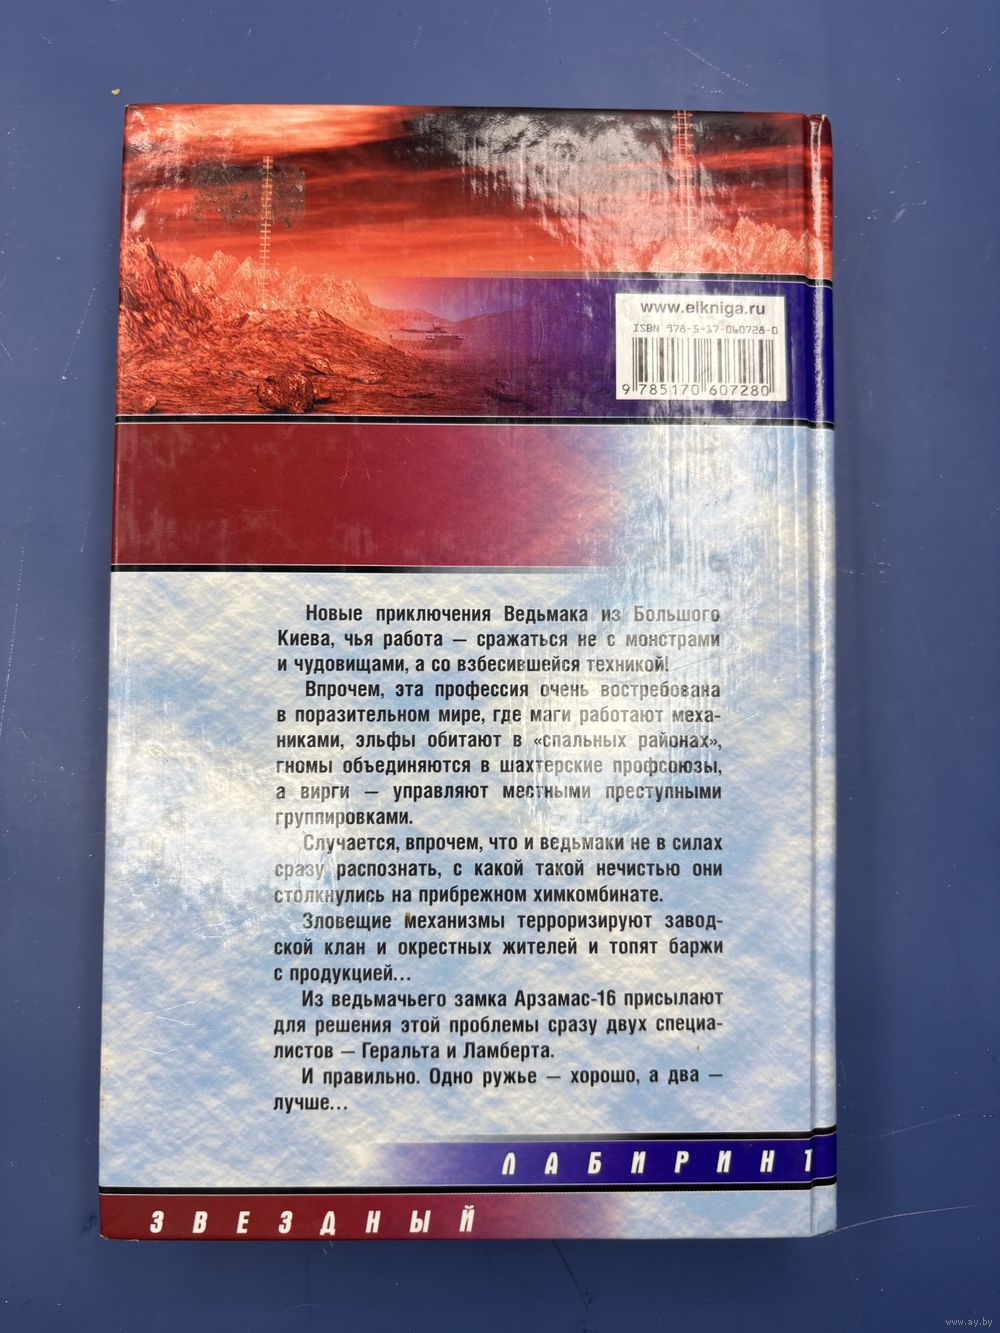 www.elkniga.ru
ISBN 978-5-17-060728-0
9 785170 607280
Новые приключения Ведьмака из Большого
Киева, чья работа — сражаться не с монстрами
и чудовищами, а со взбесившейся техникой!
Впрочем, эта профессия очень востребована
в поразительном мире, где маги работают меха-
никами, эльфы обитают в «спальных районах»,
гномы объединяются в шахтерские профсоюзы,
а вирги — управляют местными преступными
группировками.
Случается, впрочем, что и ведьмаки не в силах
сразу распознать, с какой такой нечистью они
столкнулись на прибрежном химкомбинате.
Зловещие механизмы терроризируют завод-
ской клан и окрестных жителей и топят баржи
с продукцией...
Из ведьмачьего замка Арзамас-16 присылают
для решения этой проблемы сразу двух специа-
листов — Геральта и Ламберта.
И правильно. Одно ружье — хорошо, а два —
лучше...
ЛАБИРИНТ
ЗВЕЗДНЫЙ
www.ay.by